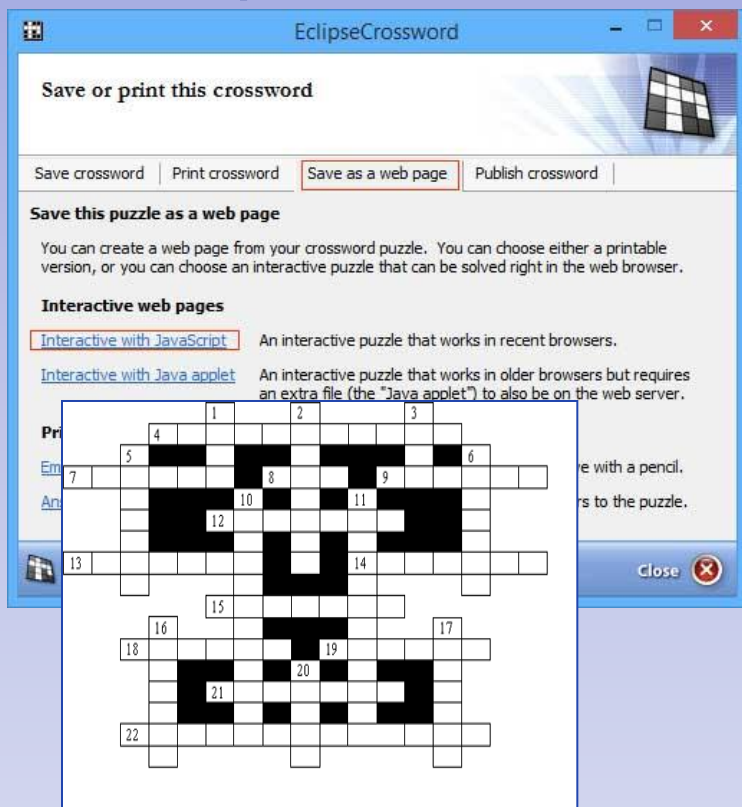 EclipseCrossword
Save or print this crossword
Save crossword Print crossword Save as a web page Publish crossword
Save this puzzle as a web page
You can create a web page from your crossword puzzle. You can choose either a printable
version, or you can choose an interactive puzzle that can be solved right in the web browser.
Interactive web pages
Interactive with JavaScript An interactive puzzle that works in recent browsers.
Interactive with Java applet An interactive puzzle that works in older browsers but requires
an extra file (the "Java applet") to also be on the web server.
1 2 3
4
5 6
7 8 9
with a pencil.
10 11
to the puzzle.
12
13 14
Close
15
16 17
18 19
20
21
22